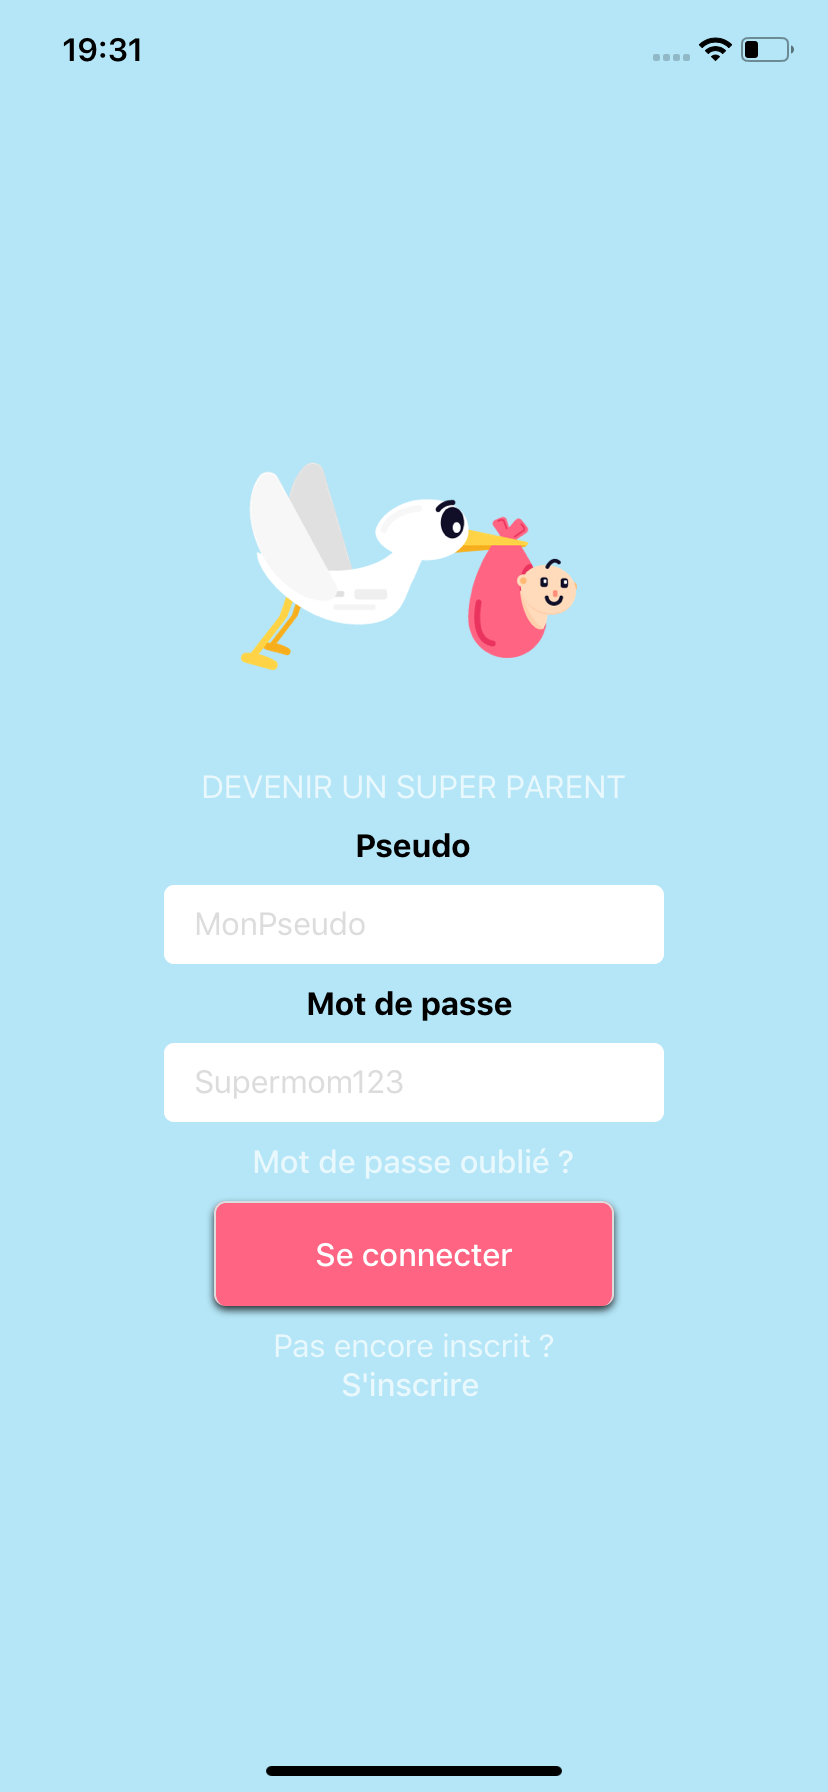 19:31
DEVENIR UN SUPER PARENT
Pseudo
MonPseudo
Mot de passe
Supermom123
Mot de passe oublié ?
Se connecter
Pas encore inscrit ?
S'inscrire